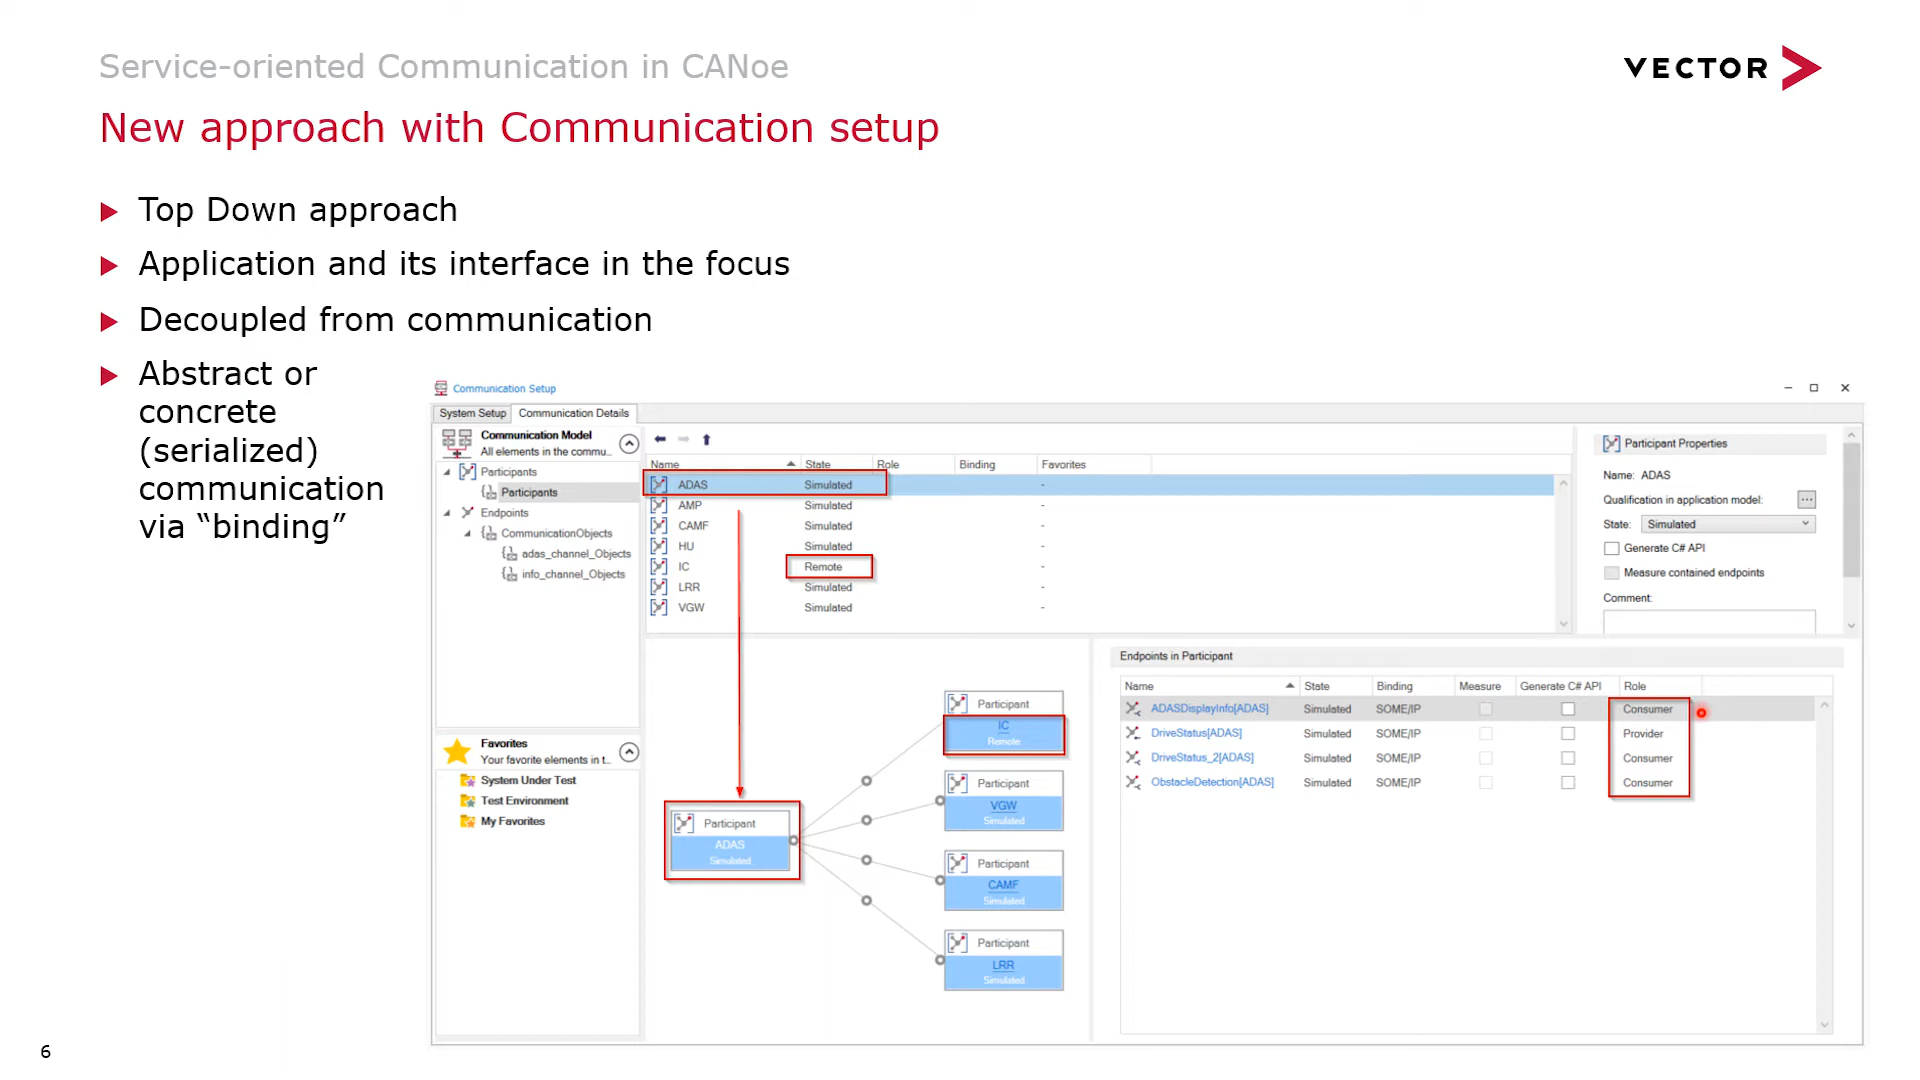 Service-oriented Communication in CANoe
VECTOR
New approach with Communication setup
Top Down approach
Application and its interface in the focus
Decoupled from communication
Abstract or
concrete
(serialized)
communication
via “binding”
Communication Setup
System Setup
Communication Details
Communication Model
All elements in the commu...
Participants
Participants
Endpoints
CommunicationObjects
adas_channel_Objects
info_channel_Objects
Favorites
Your favorite elements in t...
System Under Test
Test Environment
My Favorites
Name State Role Binding Favorites
ADAS Simulated -
AMP Simulated -
CAMF Simulated -
HU Simulated -
IC Remote -
LRR Simulated -
VGW Simulated -
Participant Properties
Name: ADAS
Qualification in application model: ...
State: Simulated
Generate C# API
Measure contained endpoints
Comment:
Participant
ADAS
Simulated
Participant
IC
Remote
Participant
VGW
Simulated
Participant
CAMF
Simulated
Participant
LRR
Simulated
Endpoints in Participant
Name State Binding Measure Generate C# API Role
ADASDisplayInfo[ADAS] Simulated SOME/IP Consumer
DriveStatus[ADAS] Simulated SOME/IP Provider
DriveStatus_2[ADAS] Simulated SOME/IP Consumer
ObstacleDetection[ADAS] Simulated SOME/IP Consumer
6